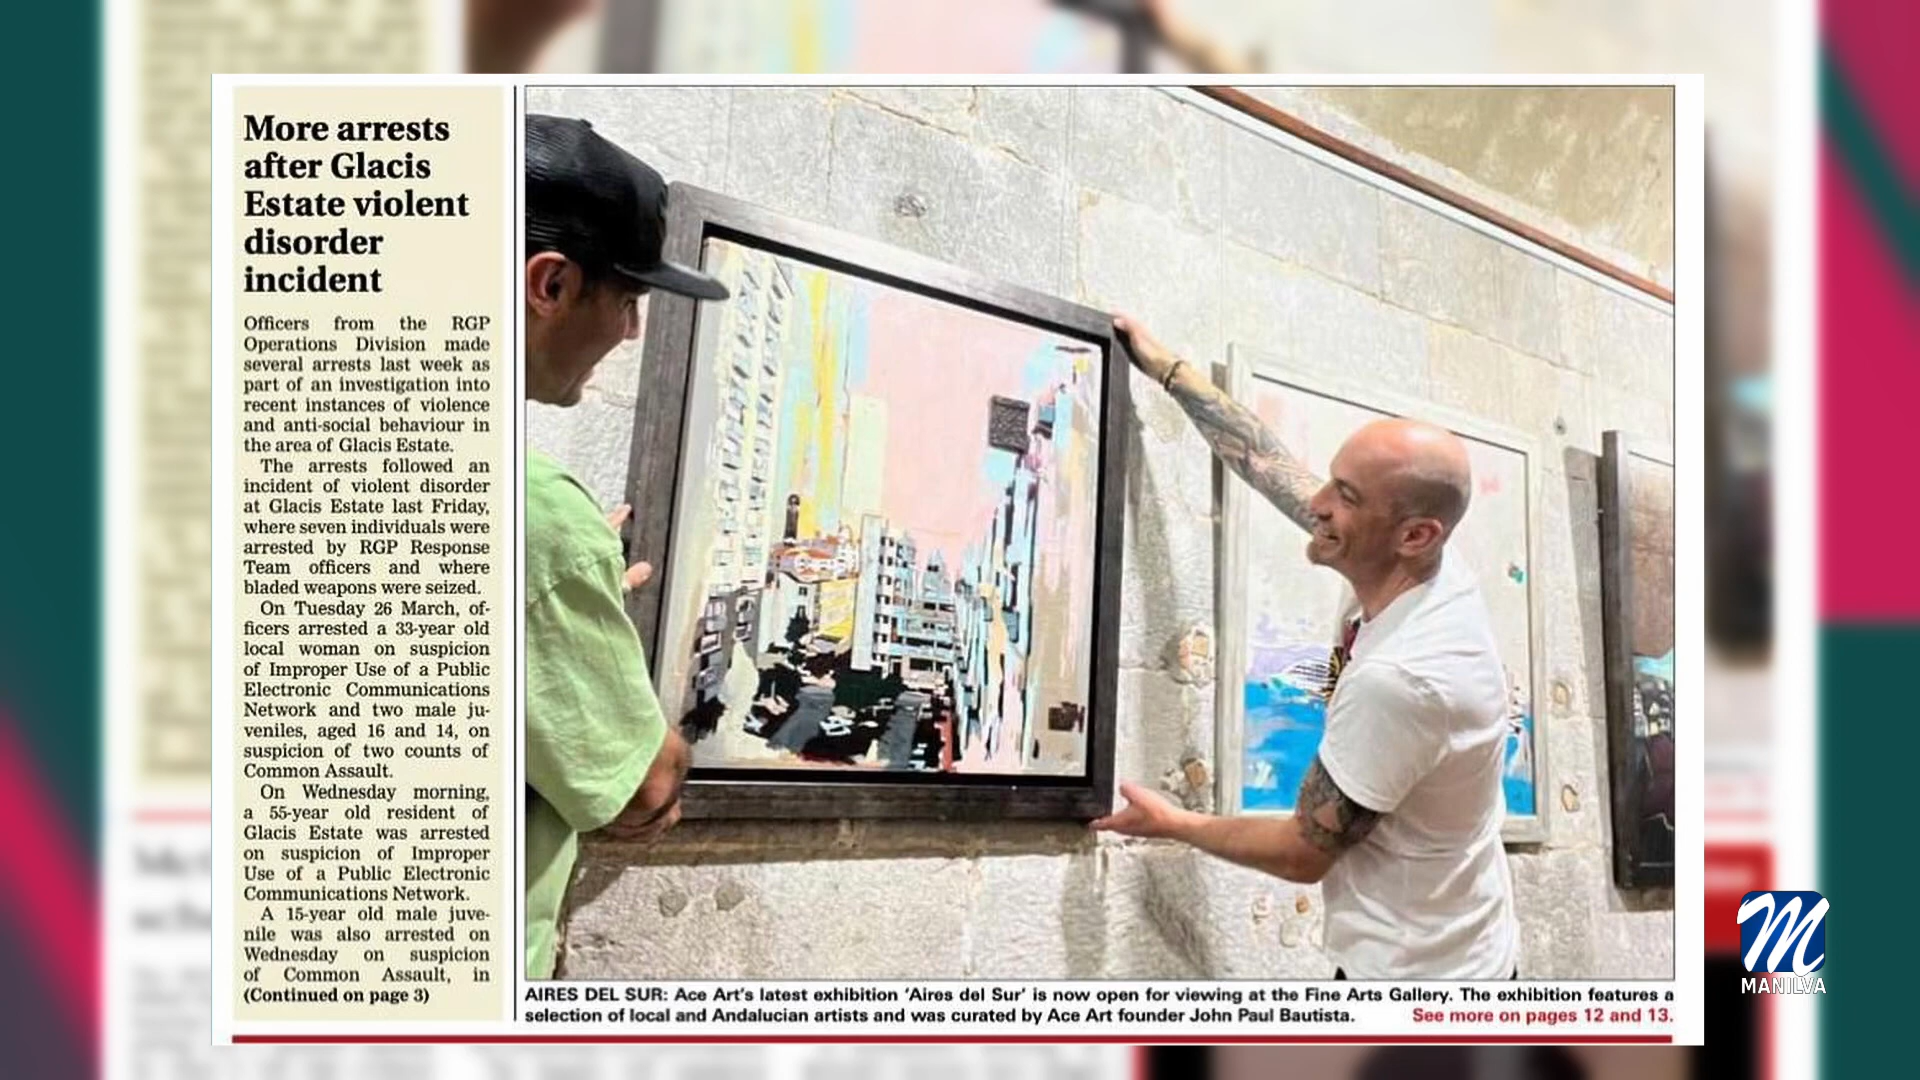 More arrests
after Glacis
Estate violent
disorder
incident
Officers from the RGP
Operations Division made
several arrests last week as
part of an investigation into
recent instances of violence
and anti-social behaviour in
the area of Glacis Estate.
The arrests followed an
incident of violent disorder
at Glacis Estate last Friday,
where seven individuals were
arrested by RGP Response
Team officers and where
bladed weapons were seized.
On Tuesday 26 March, of-
ficers arrested a 33-year old
local woman on suspicion
of Improper Use of a Public
Electronic Communications
Network and two male ju-
veniles, aged 16 and 14, on
suspicion of two counts of
Common Assault.
On Wednesday morning,
a 55-year old resident of
Glacis Estate was arrested
on suspicion of Improper
Use of a Public Electronic
Communications Network.
A 15-year old male juve-
nile was also arrested on
Wednesday on suspicion
of Common Assault, in
(Continued on page 3)
AIRES DEL SUR: Ace Art's latest exhibition 'Aires del Sur' is now open for viewing at the Fine Arts Gallery. The exhibition features a
selection of local and Andalucian artists and was curated by Ace Art founder John Paul Bautista. See more on pages 12 and 13.
M
MANILVA